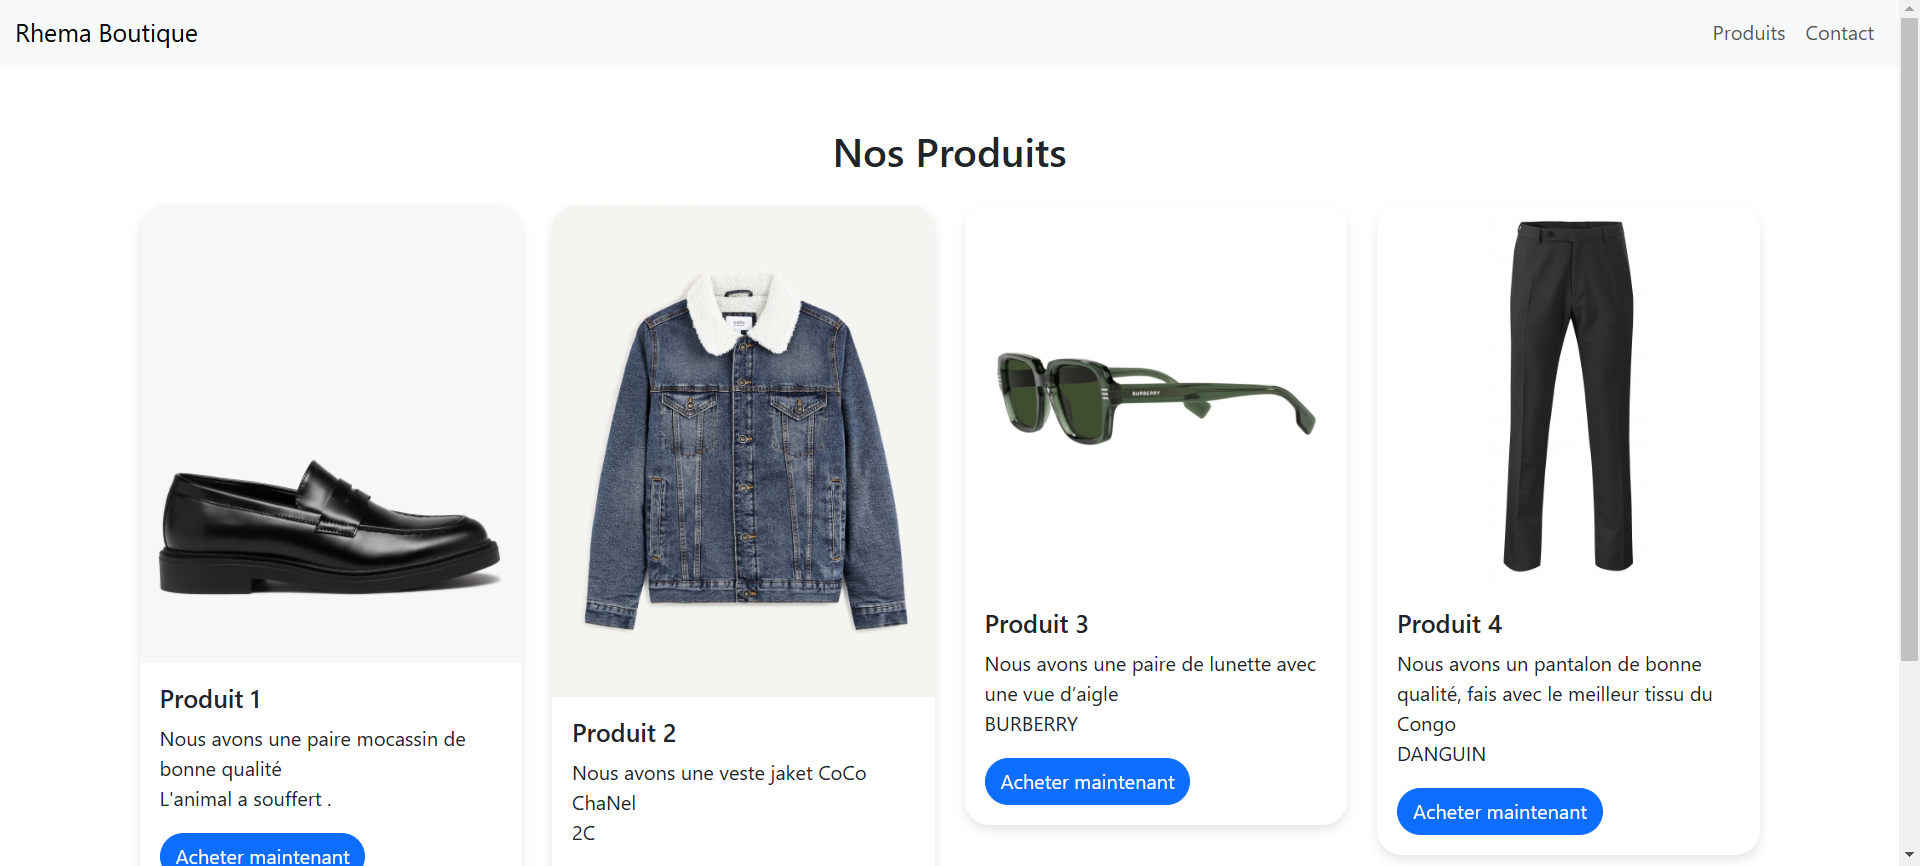 Rhema Boutique
Produits
Contact
Nos Produits
Produit 1
Nous avons une paire mocassin de
bonne qualité
L'animal a souffert .
Acheter maintenant
Produit 2
Nous avons une veste jaket CoCo
ChaNel
2C
BURBERRY
Produit 3
Nous avons une paire de lunette avec
une vue d’aigle
BURBERRY
Acheter maintenant
Produit 4
Nous avons un pantalon de bonne
qualité, fais avec le meilleur tissu du
Congo
DANGUIN
Acheter maintenant